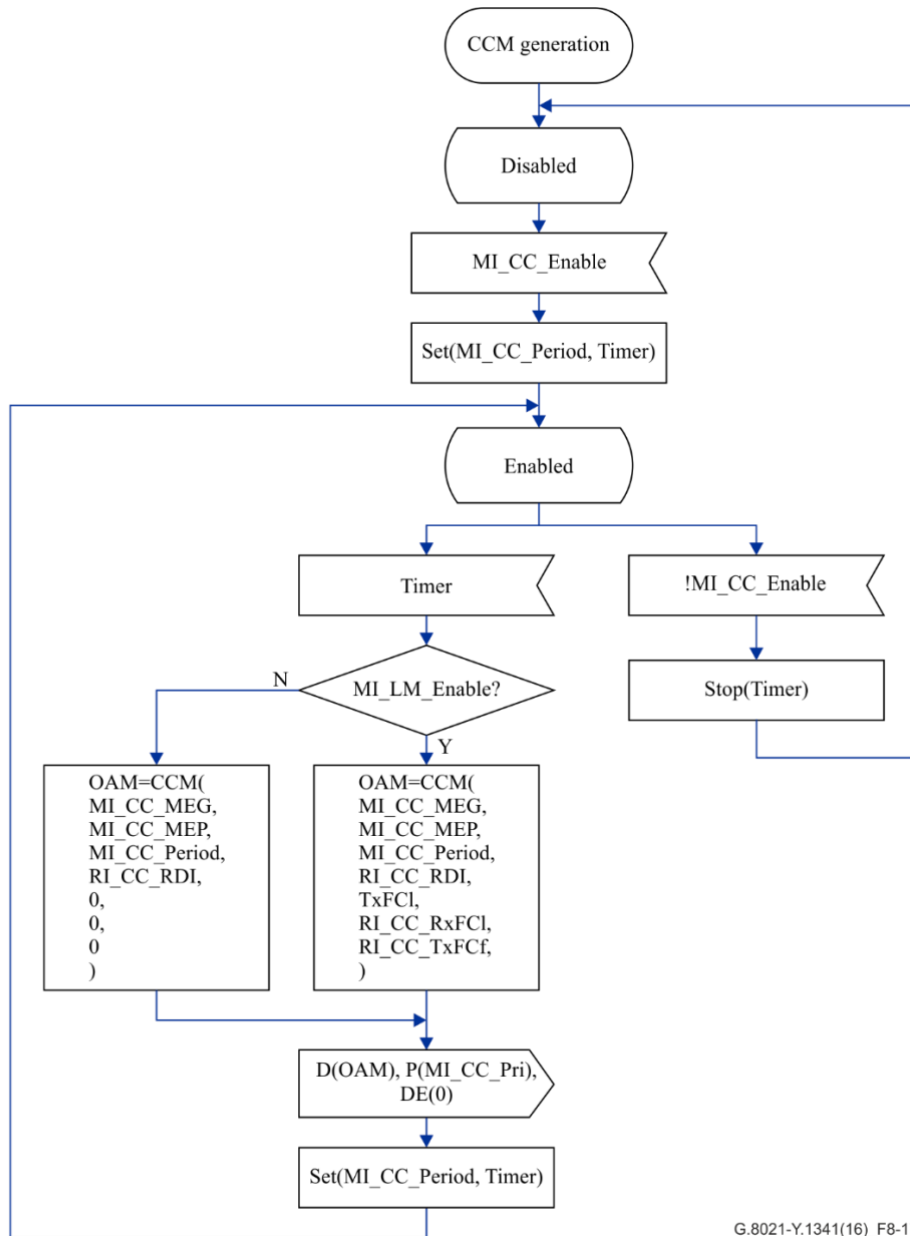 CCM generation
Disabled
MI_CC_Enable
Set(MI_CC_Period, Timer)
Enabled
Timer
!MI_CC_Enable
MI_LM_Enable?
N
Y
Stop(Timer)
OAM=CCM(
MI_CC_MEG,
MI_CC_MEP,
MI_CC_Period,
RI_CC_RDI,
0,
0,
0
)
OAM=CCM(
MI_CC_MEG,
MI_CC_MEP,
MI_CC_Period,
RI_CC_RDI,
TxFCl,
RI_CC_RxFCl,
RI_CC_TxFCf,
)
D(OAM), P(MI_CC_Pri),
DE(0)
Set(MI_CC_Period, Timer)
G.8021-Y.1341(16)_F8-1